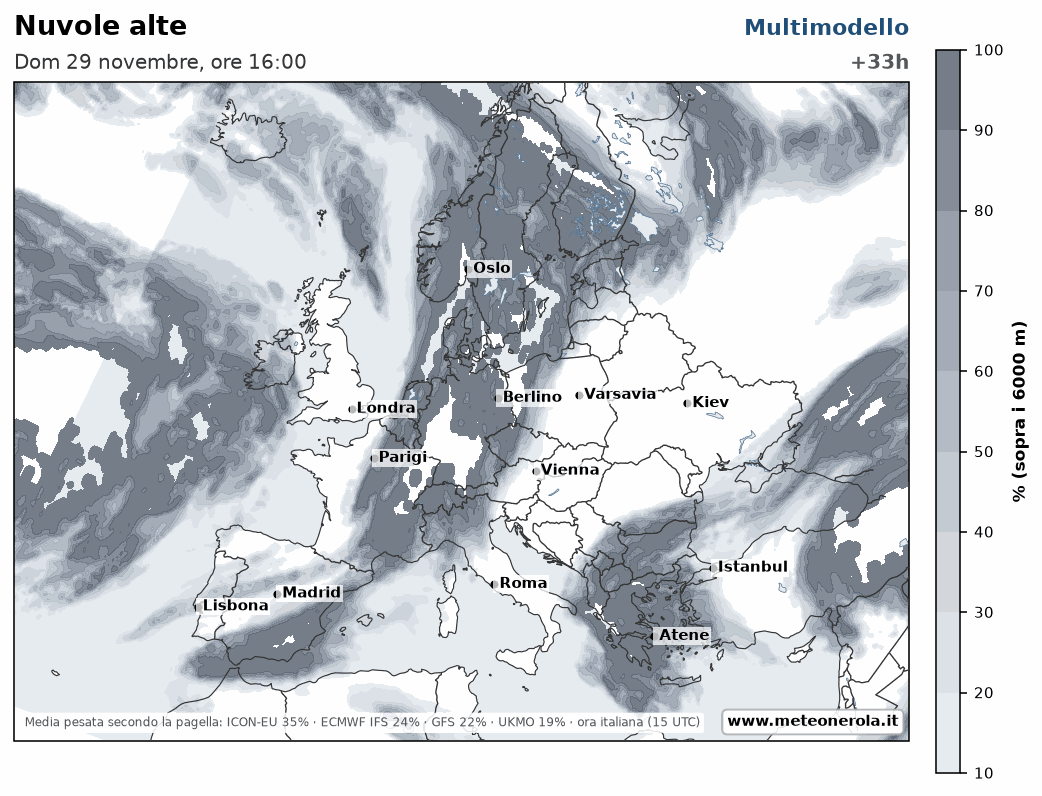 Nuvole alte
Multimodello
Dom 29 novembre, ore 16:00
+33h
100
90
80
70
60
50
40
30
20
10
% (sopra i 6000 m)
Oslo
Londra
Berlino
Varsavia
Kiev
Parigi
Vienna
Istanbul
Roma
Madrid
Lisbona
Atene
Media pesata secondo la pagella: ICON-EU 35% · ECMWF IFS 24% · GFS 22% · UKMO 19% · ora italiana (15 UTC)
www.meteonerola.it